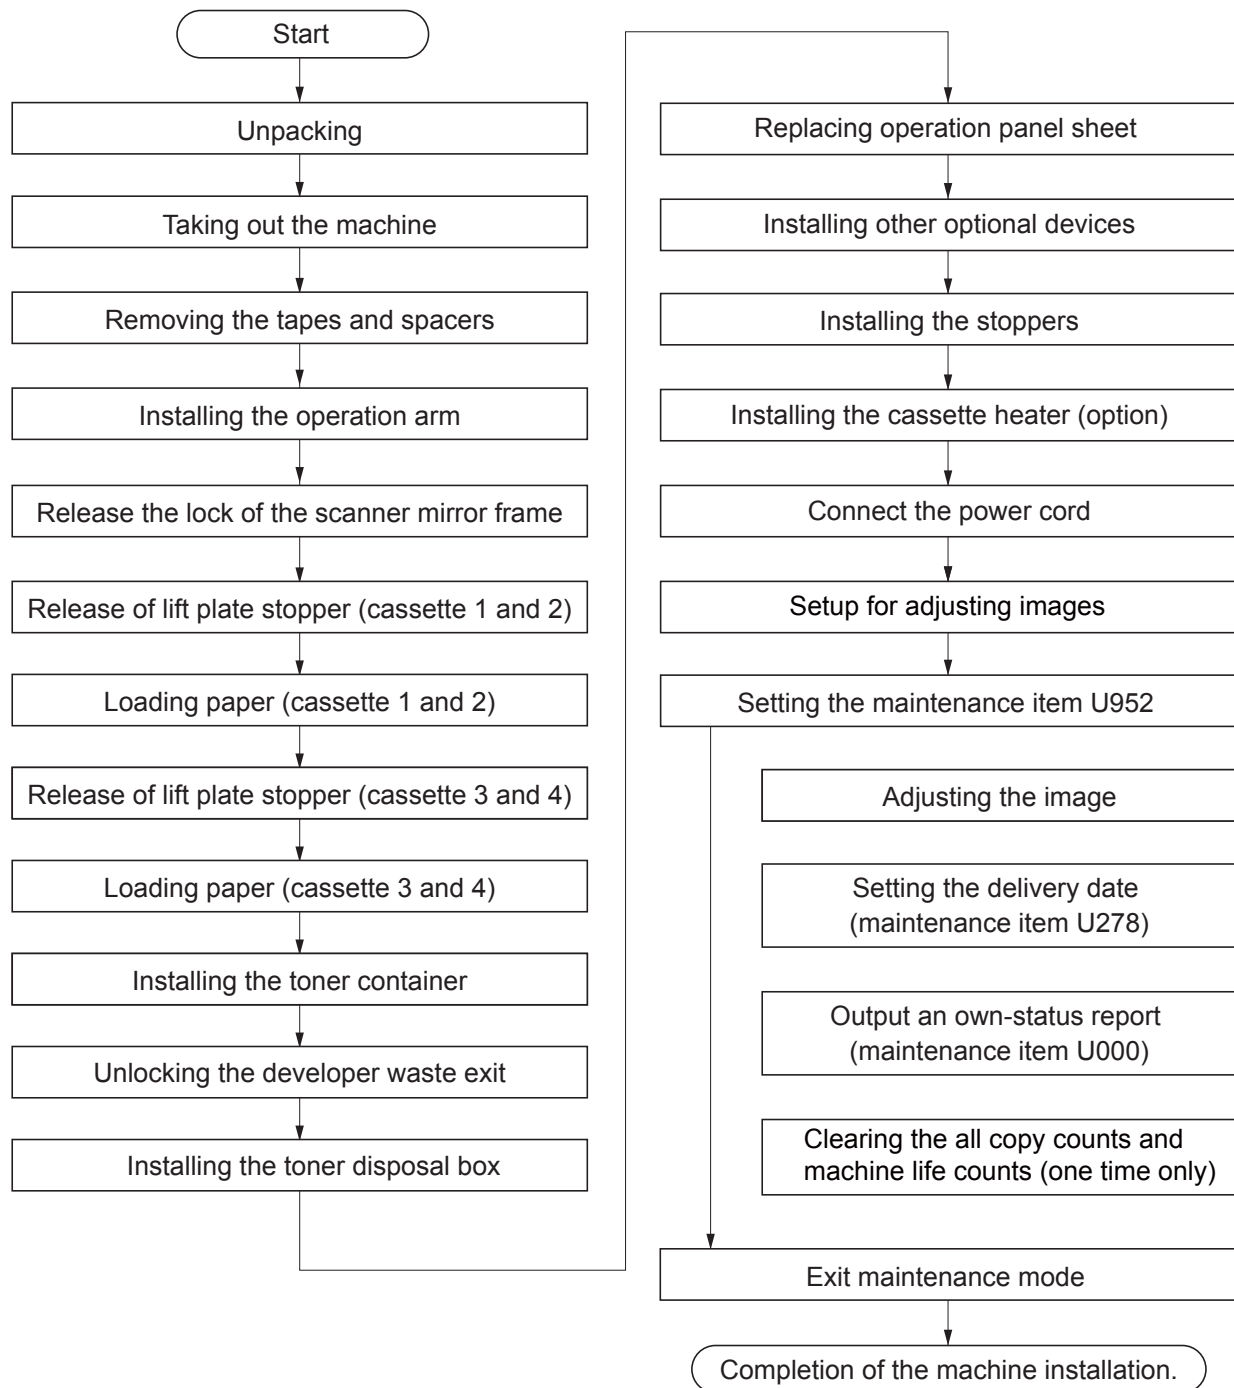 Start
Unpacking
Taking out the machine
Removing the tapes and spacers
Installing the operation arm
Release the lock of the scanner mirror frame
Release of lift plate stopper (cassette 1 and 2)
Loading paper (cassette 1 and 2)
Release of lift plate stopper (cassette 3 and 4)
Loading paper (cassette 3 and 4)
Installing the toner container
Unlocking the developer waste exit
Installing the toner disposal box
Replacing operation panel sheet
Installing other optional devices
Installing the stoppers
Installing the cassette heater (option)
Connect the power cord
Setup for adjusting images
Setting the maintenance item U952
Adjusting the image
Setting the delivery date
(maintenance item U278)
Output an own-status report
(maintenance item U000)
Clearing the all copy counts and
machine life counts (one time only)
Exit maintenance mode
Completion of the machine installation.